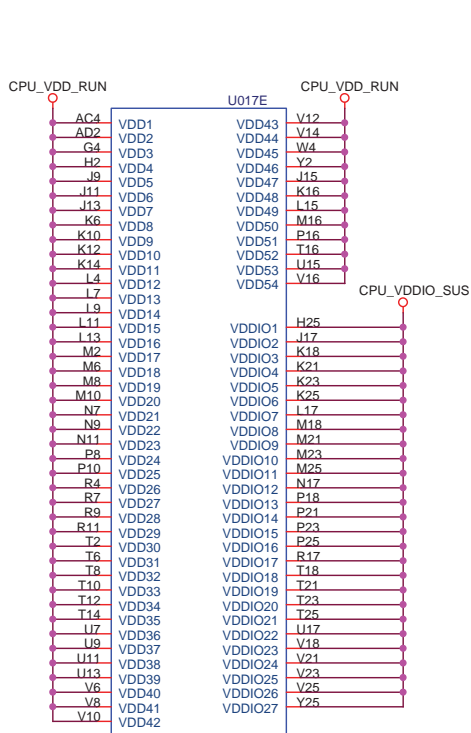 CPU_VDD_RUN CPU_VDD_RUN
U017E
AC4 VDD1 VDD43 V12
AD2 VDD2 VDD44 V14
G4 VDD3 VDD45 W4
H2 VDD4 VDD46 Y2
J9 VDD5 VDD47 J15
J11 VDD6 VDD48 K16
J13 VDD7 VDD49 L15
K6 VDD8 VDD50 M16
K10 VDD9 VDD51 P16
K12 VDD10 VDD52 T16
K14 VDD11 VDD53 U15
L4 VDD12 VDD54 V16
CPU_VDDIO_SUS
L7 VDD13
L9 VDD14
L11 VDD15 VDDIO1 H25
L13 VDD16 VDDIO2 J17
M2 VDD17 VDDIO3 K18
M6 VDD18 VDDIO4 K21
M8 VDD19 VDDIO5 K23
M10 VDD20 VDDIO6 K25
N7 VDD21 VDDIO7 L17
N9 VDD22 VDDIO8 M18
N11 VDD23 VDDIO9 M21
P8 VDD24 VDDIO10 M23
P10 VDD25 VDDIO11 M25
R4 VDD26 VDDIO12 N17
R7 VDD27 VDDIO13 P18
R9 VDD28 VDDIO14 P21
R11 VDD29 VDDIO15 P23
T2 VDD30 VDDIO16 P25
T6 VDD31 VDDIO17 R17
T8 VDD32 VDDIO18 T18
T10 VDD33 VDDIO19 T21
T12 VDD34 VDDIO20 T23
T14 VDD35 VDDIO21 T25
U7 VDD36 VDDIO22 U17
U9 VDD37 VDDIO23 V18
U11 VDD38 VDDIO24 V21
U13 VDD39 VDDIO25 V23
V6 VDD40 VDDIO26 V25
V8 VDD41 VDDIO27 Y25
V10 VDD42